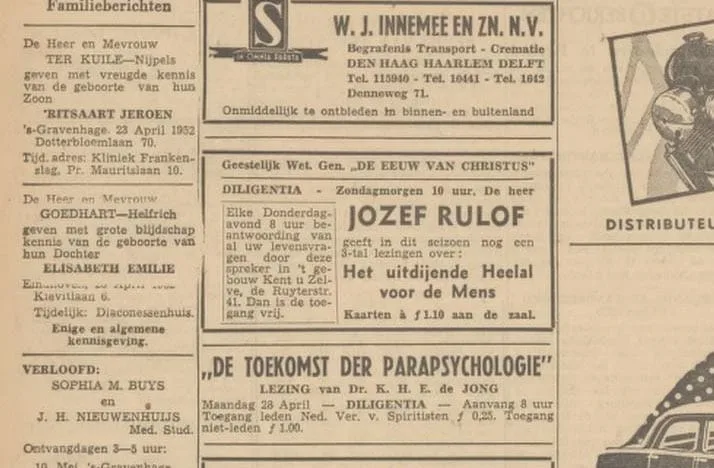 Familieberichten
De Heer en Mevrouw
TER KUILE—Nijpels
geven met vreugde kennis
van de geboorte van hun
Zoon
'RITSAART JEROEN
's-Gravenhage. 23 April 1952
Dotterbloemlaan 70.
Tijd. adres: Kliniek Franken-
slag, Pr. Mauritslaan 10.
De Heer en Mevrouw
GOEDHART—Helfrich
geven met grote blijdschap
kennis van de geboorte van
hun Dochter
ELISABETH EMILIE
Eindhoven, April
Kievitlaan 6.
Tijdelijk: Diaconessenhuis.
Enige en algemene
kennisgeving.
VERLOOFD:
SOPHIA M. BUYS
en
J. H. NIEUWENHUIJS
Med. Stud.
Ontvangdagen 3—5 uur:
10 Mei, 's-Gravenhage
S
IN OMNIA PARATA
W. J. INNEMEE EN ZN. N.V.
Begrafenis Transport - Crematie
DEN HAAG HAARLEM DELFT
Tel. 115940 - Tel. 10441 - Tel. 1642
Denneweg 71.
Onmiddellijk te ontbieden in binnen- en buitenland
Geestelijk Wet. Gen. „DE EEUW VAN CHRISTUS"
DILIGENTIA - Zondagmorgen 10 uur. De heer
Elke Donderdag-
avond 8 uur be-
antwoording van
al uw levensvra-
gen door deze
spreker in 't ge-
bouw Kent u Zel-
ve, de Ruyterstr.
41. Dan is de toe-
gang vrij.
JOZEF RULOF
geeft in dit seizoen nog een
3-tal lezingen over:
Het uitdijende Heelal
voor de Mens
Kaarten à ƒ1.10 aan de zaal.
„DE TOEKOMST DER PARAPSYCHOLOGIE"
LEZING van Dr. K. H. E. de JONG
Maandag 28 April — DILIGENTIA — Aanvang 8 uur
Toegang leden Ned. Ver. v. Spiritisten ƒ 0,25. Toegang
niet-leden ƒ 1.00.
DISTRIBUTEU